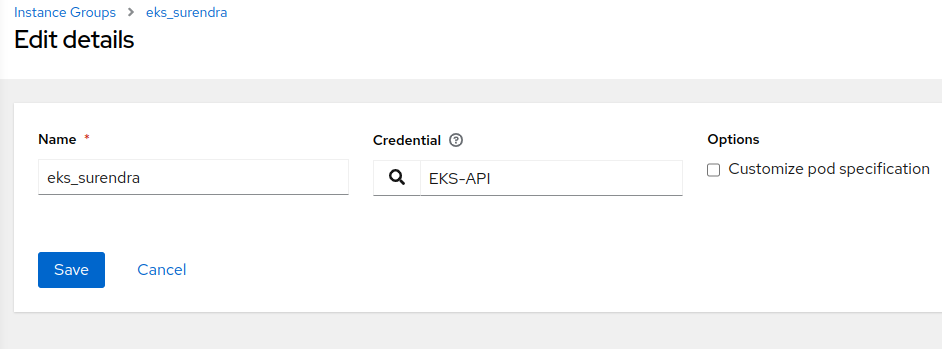 Instance Groups > eks_surendra
Edit details
Name * Credential Options
eks_surendra EKS-API Customize pod specification
Save Cancel